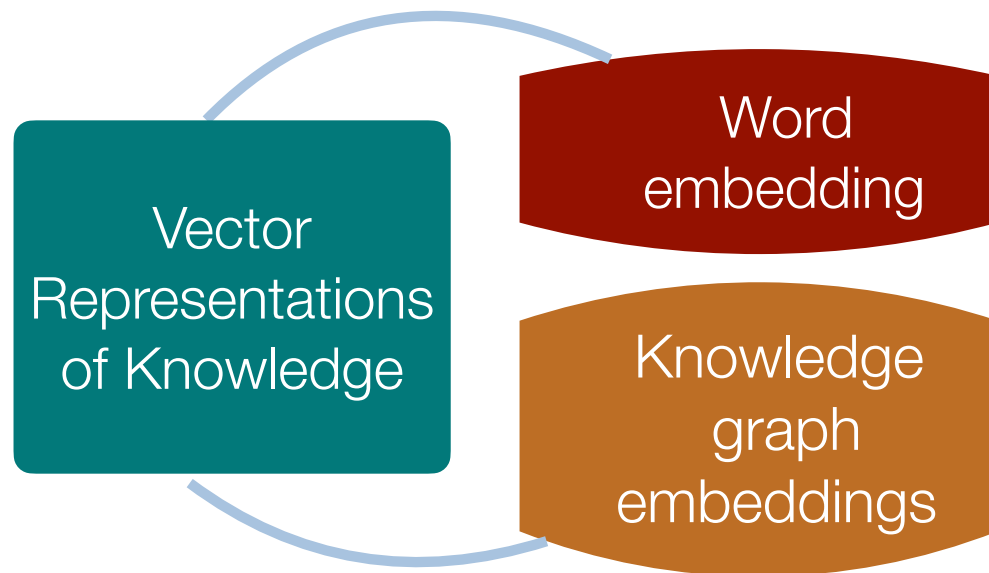 Vector
Representations
of Knowledge
Word
embedding
Knowledge
graph
embeddings